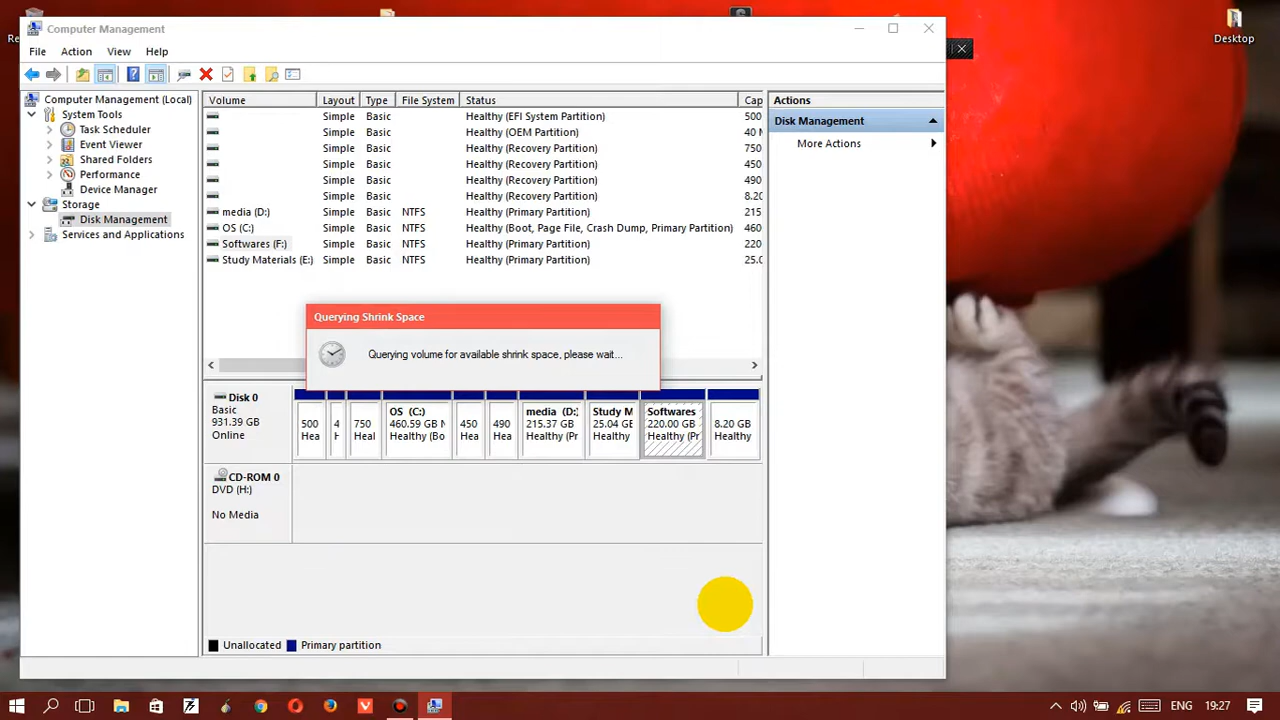 Re
Desktop
Computer Management
File Action View Help
Computer Management (Local)
System Tools
Task Scheduler
Event Viewer
Shared Folders
Performance
Device Manager
Storage
Disk Management
Services and Applications
Volume Layout Type File System Status Cap
Simple Basic Healthy (EFI System Partition) 500
Simple Basic Healthy (OEM Partition) 40 M
Simple Basic Healthy (Recovery Partition) 750
Simple Basic Healthy (Recovery Partition) 450
Simple Basic Healthy (Recovery Partition) 490
Simple Basic Healthy (Recovery Partition) 8.20
media (D:) Simple Basic NTFS Healthy (Primary Partition) 215
OS (C:) Simple Basic NTFS Healthy (Boot, Page File, Crash Dump, Primary Partition) 460
Softwares (F:) Simple Basic NTFS Healthy (Primary Partition) 220
Study Materials (E:) Simple Basic NTFS Healthy (Primary Partition) 25.0
Actions
Disk Management
More Actions
Querying Shrink Space
Querying volume for available shrink space, please wait...
Disk 0
Basic
931.39 GB
Online
500
Hea
4
H
750
Heal
OS (C:)
460.59 GB N
Healthy (Bo
450
Hea
490
Hea
media (D:
215.37 GB
Healthy (Pr
Study M
25.04 GB
Healthy
Softwares
220.00 GB
Healthy (Pr
8.20 GB
Healthy
CD-ROM 0
DVD (H:)
No Media
Unallocated Primary partition
ENG 19:27